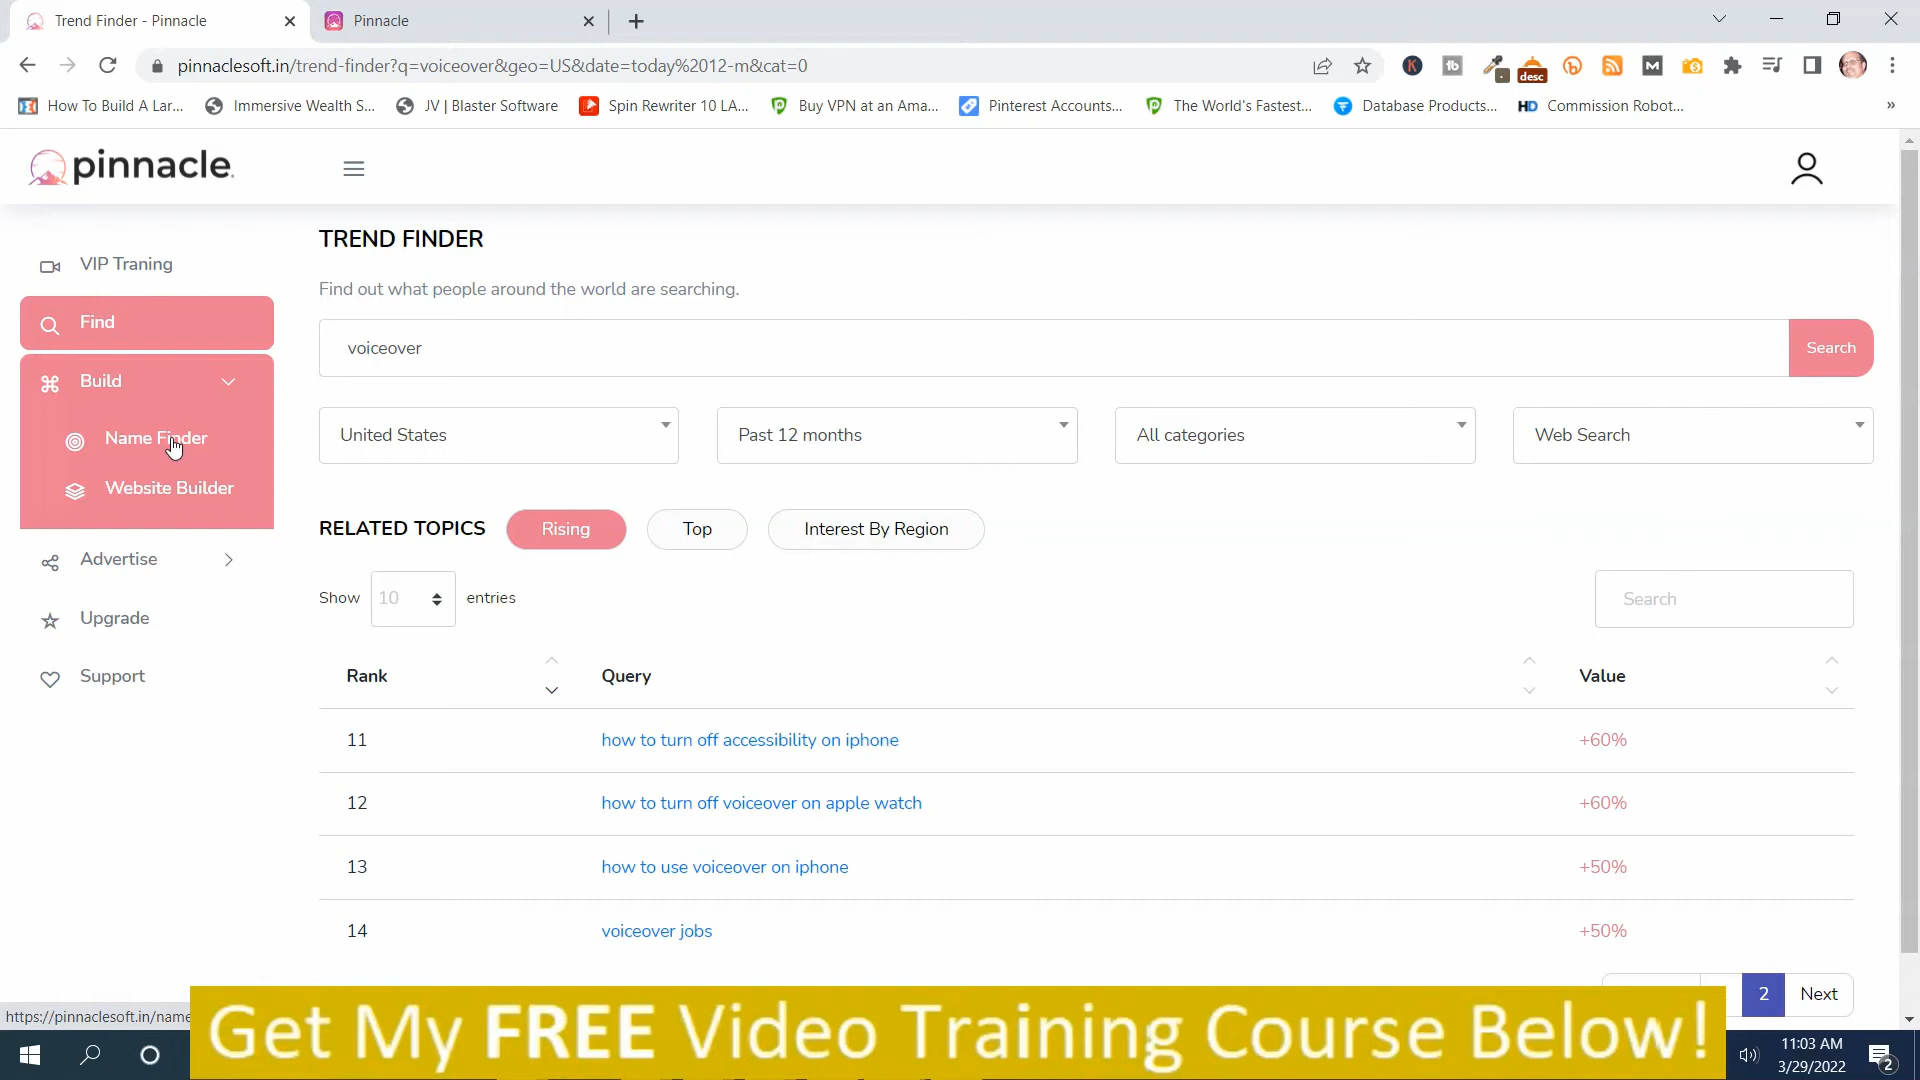 Trend Finder - Pinnacle
Pinnacle
pinnaclesoft.in/trend-finder?q=voiceover&geo=US&date=today%2012-m&cat=0
desc
How To Build A Lar...
Immersive Wealth S...
JV | Blaster Software
Spin Rewriter 10 LA...
Buy VPN at an Ama...
Pinterest Accounts...
The World's Fastest...
Database Products...
HD Commission Robot...
»
pinnacle.
TREND FINDER
Find out what people around the world are searching.
VIP Traning
Find
Build
Name Finder
Website Builder
Advertise
Upgrade
Support
voiceover
Search
United States
Past 12 months
All categories
Web Search
RELATED TOPICS
Rising
Top
Interest By Region
Show 10 entries
Search
Rank
Query
Value
11 how to turn off accessibility on iphone +60%
12 how to turn off voiceover on apple watch +60%
13 how to use voiceover on iphone +50%
14 voiceover jobs +50%
2 Next
https://pinnaclesoft.in/name
Get My FREE Video Training Course Below!
11:03 AM
3/29/2022
2